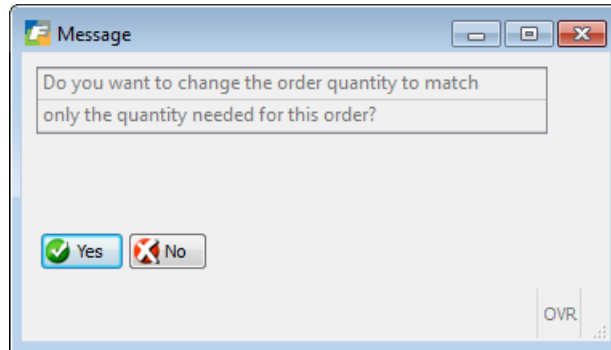 Message
Do you want to change the order quantity to match
only the quantity needed for this order?
Yes No
OVR